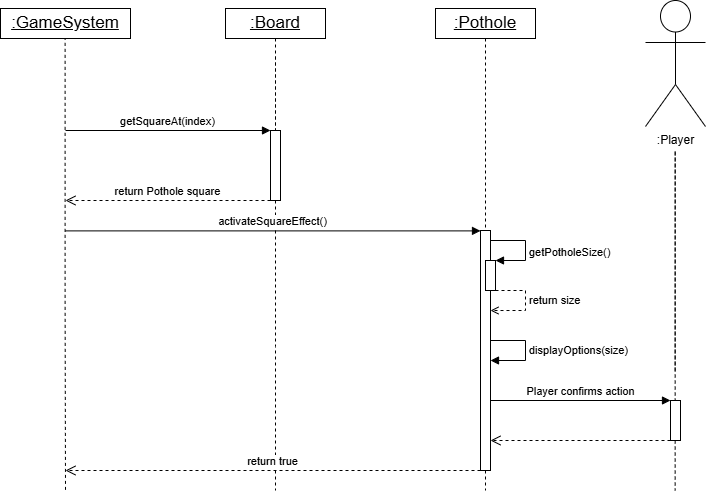 :GameSystem
:Board
:Pothole
:Player
getSquareAt(index)
return Pothole square
activateSquareEffect()
getPotholeSize()
return size
displayOptions(size)
Player confirms action
return true